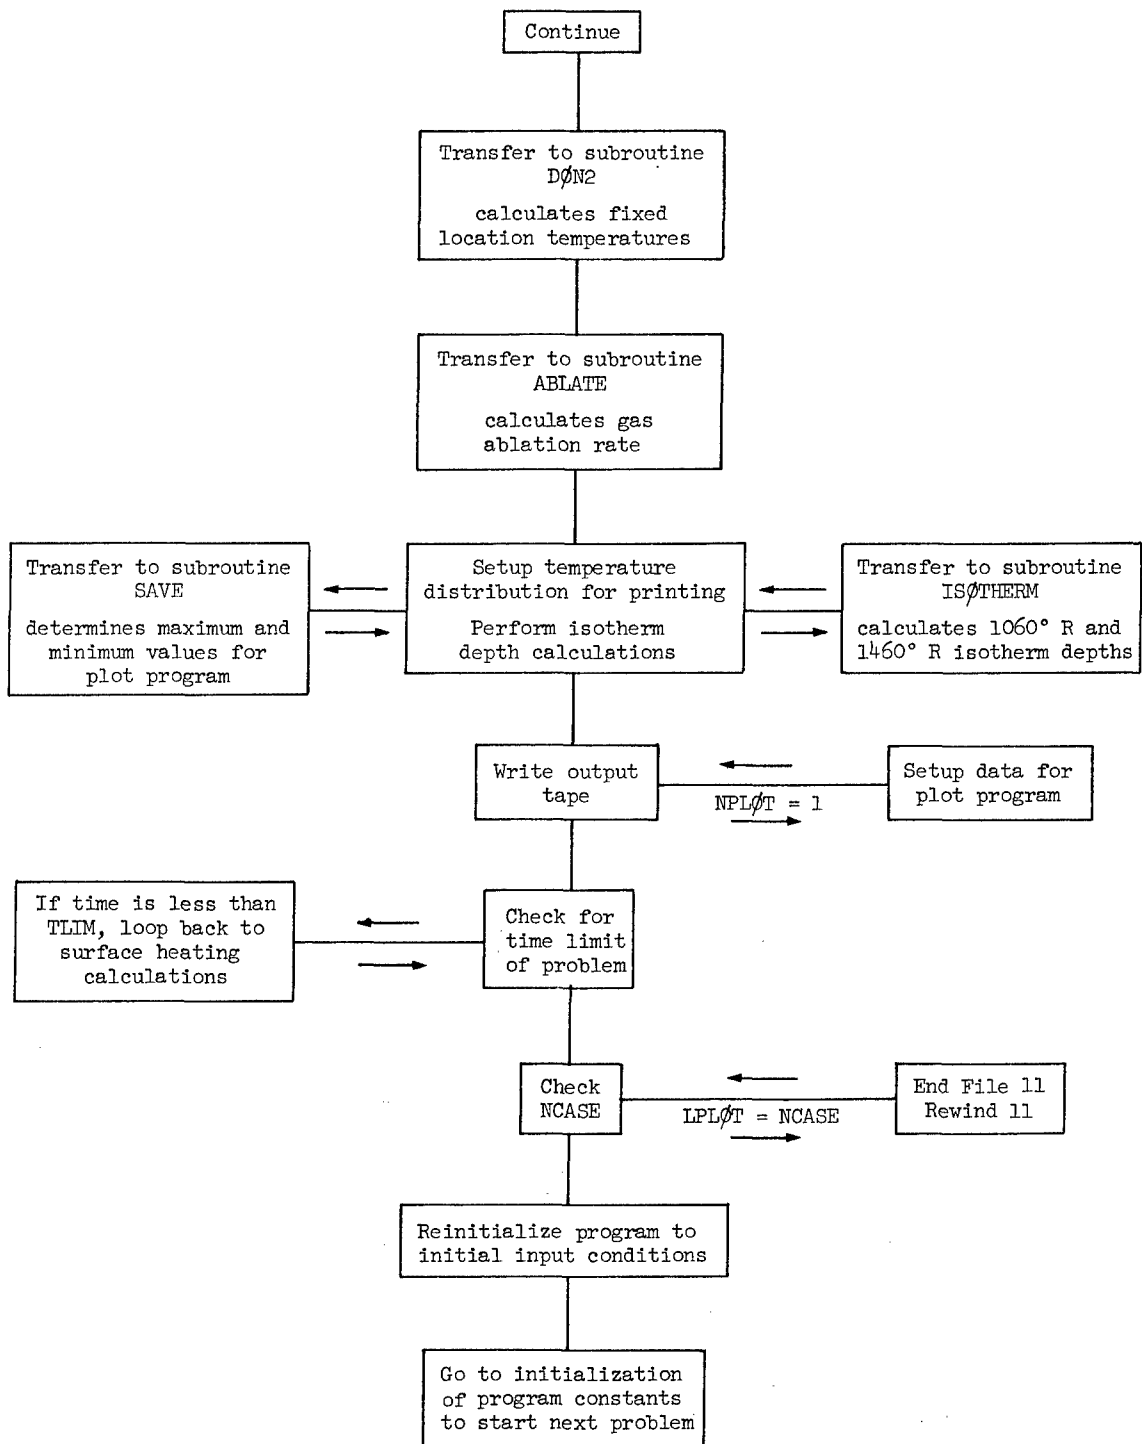 Continue
Transfer to subroutine
DØN2
calculates fixed
location temperatures
Transfer to subroutine
ABLATE
calculates gas
ablation rate
Transfer to subroutine
SAVE
determines maximum and
minimum values for
plot program
Setup temperature
distribution for printing
Perform isotherm
depth calculations
Transfer to subroutine
ISØTHERM
calculates 1060° R and
1460° R isotherm depths
Write output
tape
NPLØT = 1
Setup data for
plot program
If time is less than
TLIM, loop back to
surface heating
calculations
Check for
time limit
of problem
Check
NCASE
LPLØT = NCASE
End File 11
Rewind 11
Reinitialize program to
initial input conditions
Go to initialization
of program constants
to start next problem